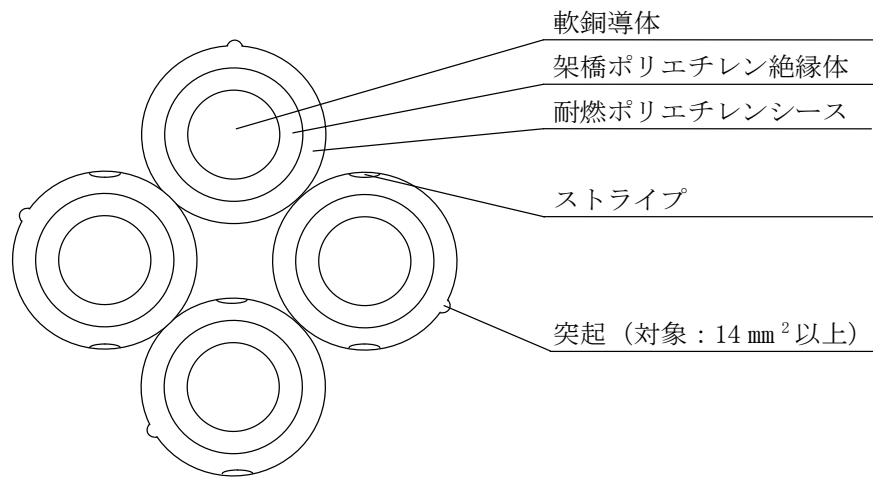 軟銅導体
架橋ポリエチレン絶縁体
耐燃ポリエチレンシース
ストライプ
突起（対象：14㎜²以上）